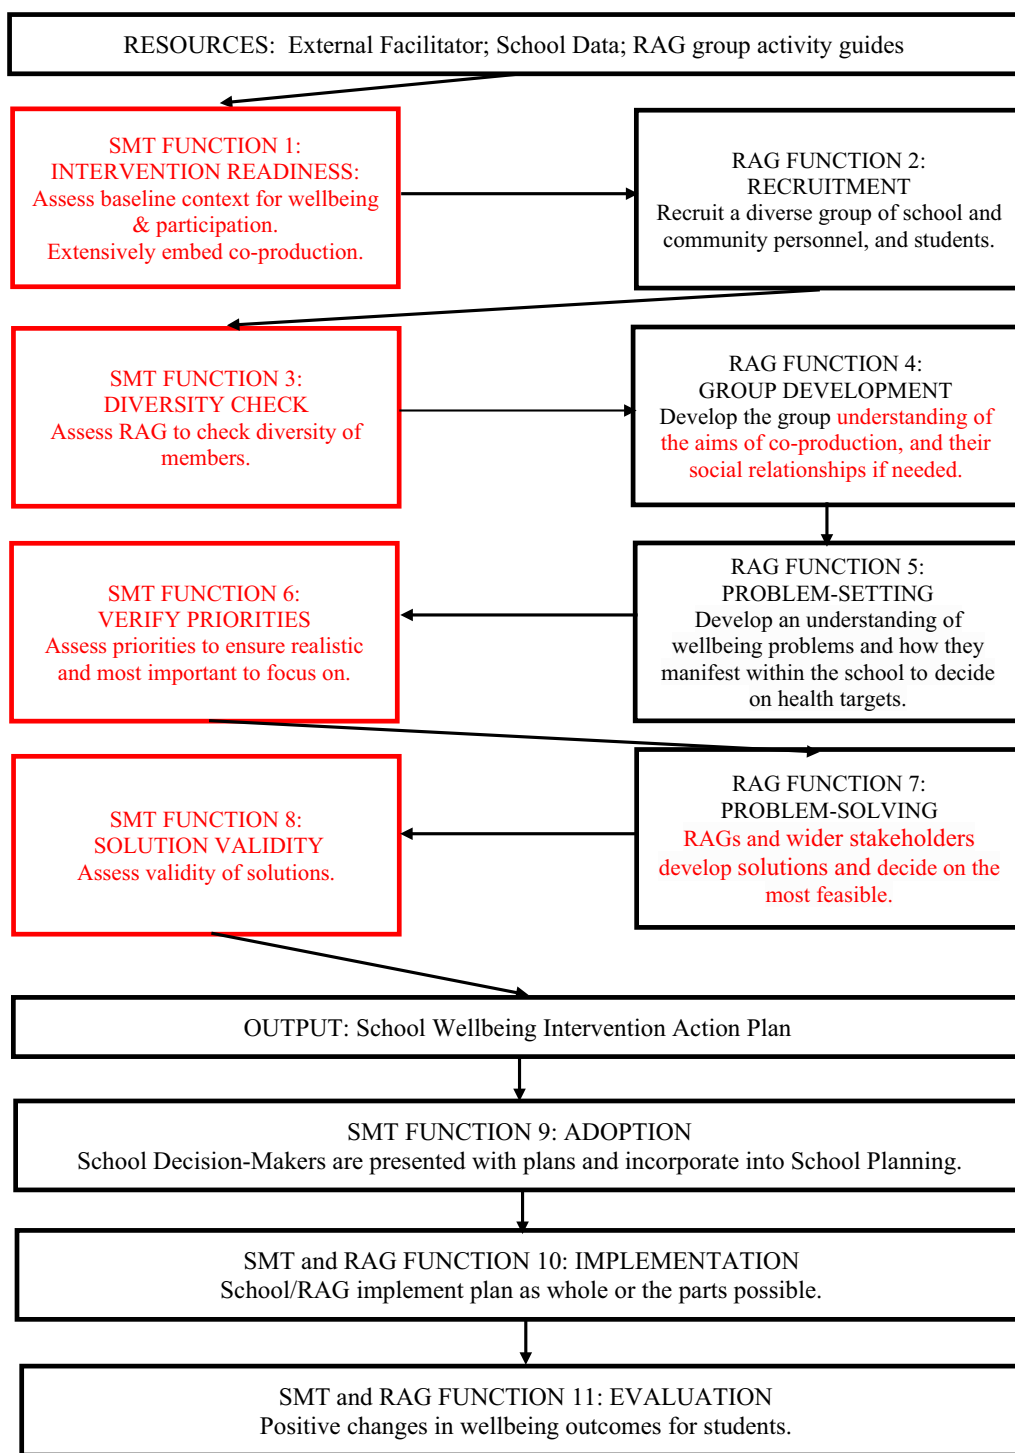 RESOURCES: External Facilitator; School Data; RAG group activity guides
SMT FUNCTION 1:
INTERVENTION READINESS:
Assess baseline context for wellbeing
& participation.
Extensively embed co-production.
RAG FUNCTION 2:
RECRUITMENT
Recruit a diverse group of school and
community personnel, and students.
SMT FUNCTION 3:
DIVERSITY CHECK
Assess RAG to check diversity of
members.
RAG FUNCTION 4:
GROUP DEVELOPMENT
Develop the group understanding of
the aims of co-production, and their
social relationships if needed.
RAG FUNCTION 5:
PROBLEM-SETTING
Develop an understanding of
wellbeing problems and how they
manifest within the school to decide
on health targets.
SMT FUNCTION 6:
VERIFY PRIORITIES
Assess priorities to ensure realistic
and most important to focus on.
RAG FUNCTION 7:
PROBLEM-SOLVING
RAGs and wider stakeholders
develop solutions and decide on the
most feasible.
SMT FUNCTION 8:
SOLUTION VALIDITY
Assess validity of solutions.
OUTPUT: School Wellbeing Intervention Action Plan
SMT FUNCTION 9: ADOPTION
School Decision-Makers are presented with plans and incorporate into School Planning.
SMT and RAG FUNCTION 10: IMPLEMENTATION
School/RAG implement plan as whole or the parts possible.
SMT and RAG FUNCTION 11: EVALUATION
Positive changes in wellbeing outcomes for students.